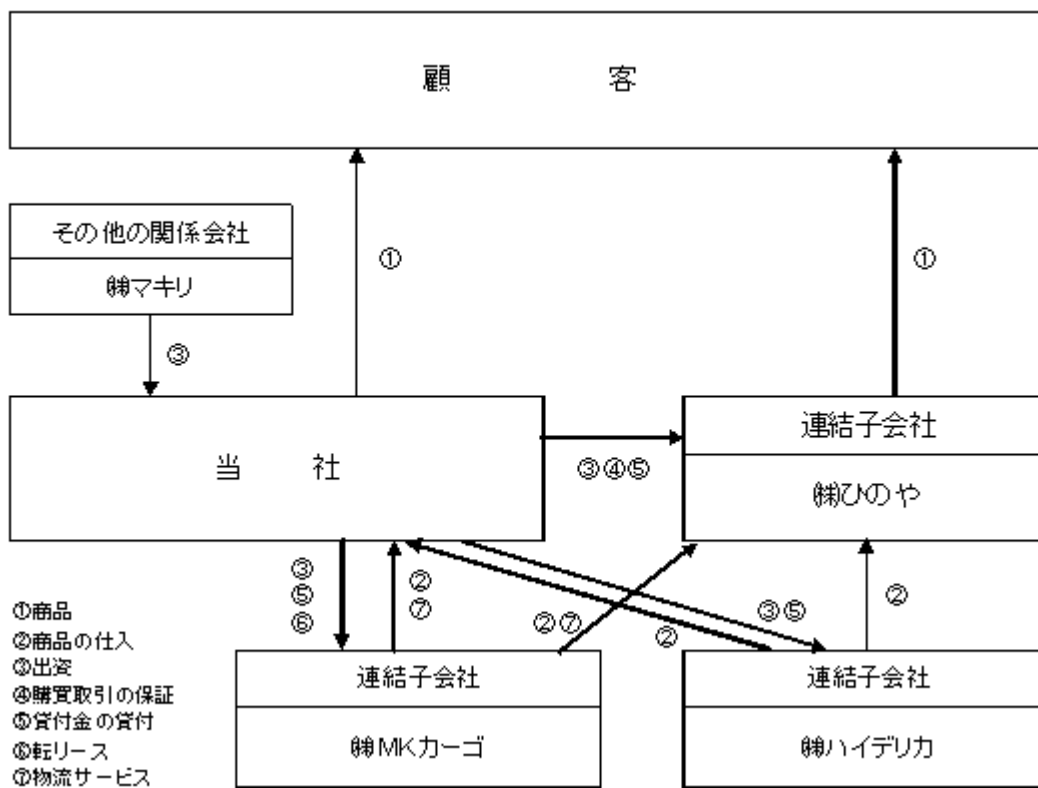 顧　客
その他の関係会社
㈱マキリ
①
①
③
当　社
③④⑤
連結子会社
㈱ひのや
③
⑤
⑥
②
⑦
②⑦
②
③⑤
②
①商品
②商品の仕入
③出資
④購買取引の保証
⑤貸付金の貸付
⑥転リース
⑦物流サービス
連結子会社
㈱MKカーゴ
連結子会社
㈱ハイデリカ